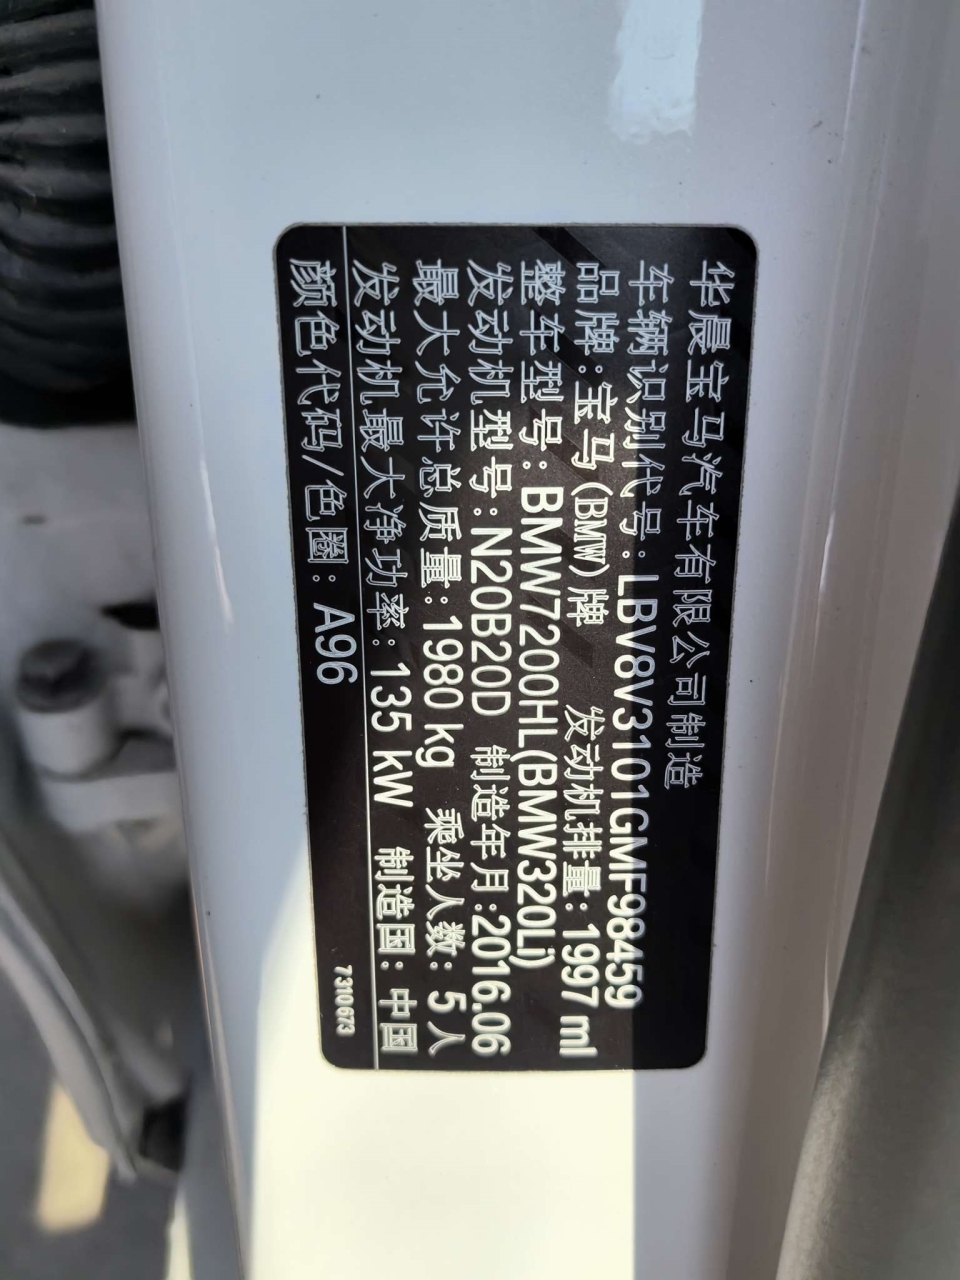 华晨宝马汽车有限公司制造
车辆识别代号:LBV8V3101GMF98459
品牌:宝马(BMW)牌 发动机排量:1997 ml
整车型号:BMW7200HL(BMW320Li)
发动机型号:N20B20D 制造年月:2016.06
最大允许总质量:1980 kg 乘坐人数:5 人
发动机最大净功率:135 kW 制造国:中国
颜色代码/色圈:A96
7310673